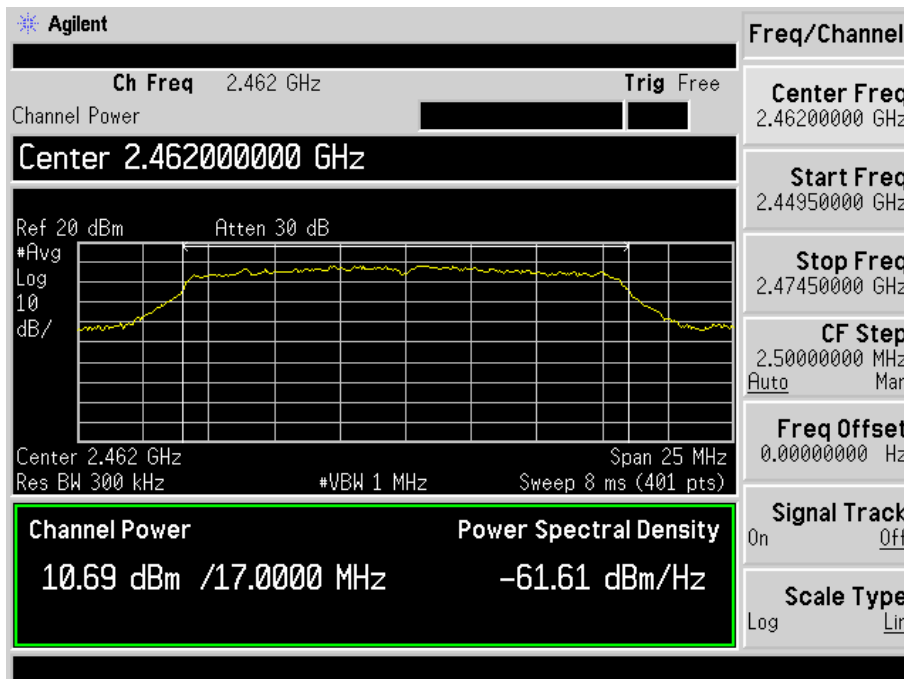 Agilent
Freq/Channel
Ch Freq 2.462 GHz Trig Free
Channel Power
Center 2.462000000 GHz
Ref 20 dBm Atten 30 dB
#Avg
Log
10
dB/
Center 2.462 GHz Span 25 MHz
Res BW 300 kHz #VBW 1 MHz Sweep 8 ms (401 pts)
Channel Power Power Spectral Density
10.69 dBm /17.0000 MHz -61.61 dBm/Hz
Center Freq
2.46200000 GHz
Start Freq
2.44950000 GHz
Stop Freq
2.47450000 GHz
CF Step
2.50000000 MHz
Auto Man
Freq Offset
0.00000000 Hz
Signal Track
On Off
Scale Type
Log Lin